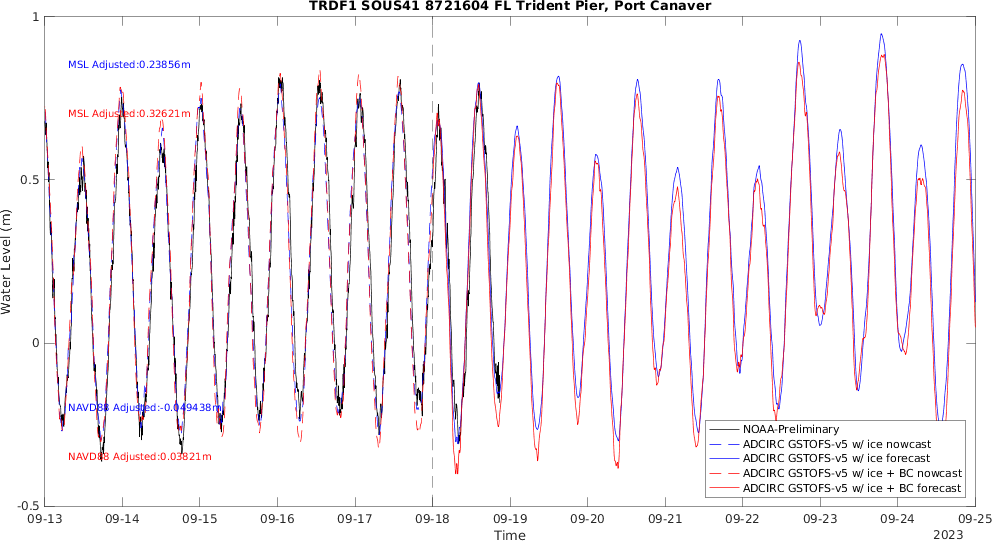 TRDF1 SOUS41 8721604 FL Trident Pier, Port Canaver
1
MSL Adjusted:0.23856m
MSL Adjusted:0.32621m
0.5
Water Level (m)
0
NAVD88 Adjusted:-0.049438m
NAVD88 Adjusted:0.03821m
-0.5
NOAA-Preliminary
ADCIRC GSTOFS-v5 w/ ice nowcast
ADCIRC GSTOFS-v5 w/ ice forecast
ADCIRC GSTOFS-v5 w/ ice + BC nowcast
ADCIRC GSTOFS-v5 w/ ice + BC forecast
09-13 09-14 09-15 09-16 09-17 09-18 09-19 09-20 09-21 09-22 09-23 09-24 09-25
Time
2023